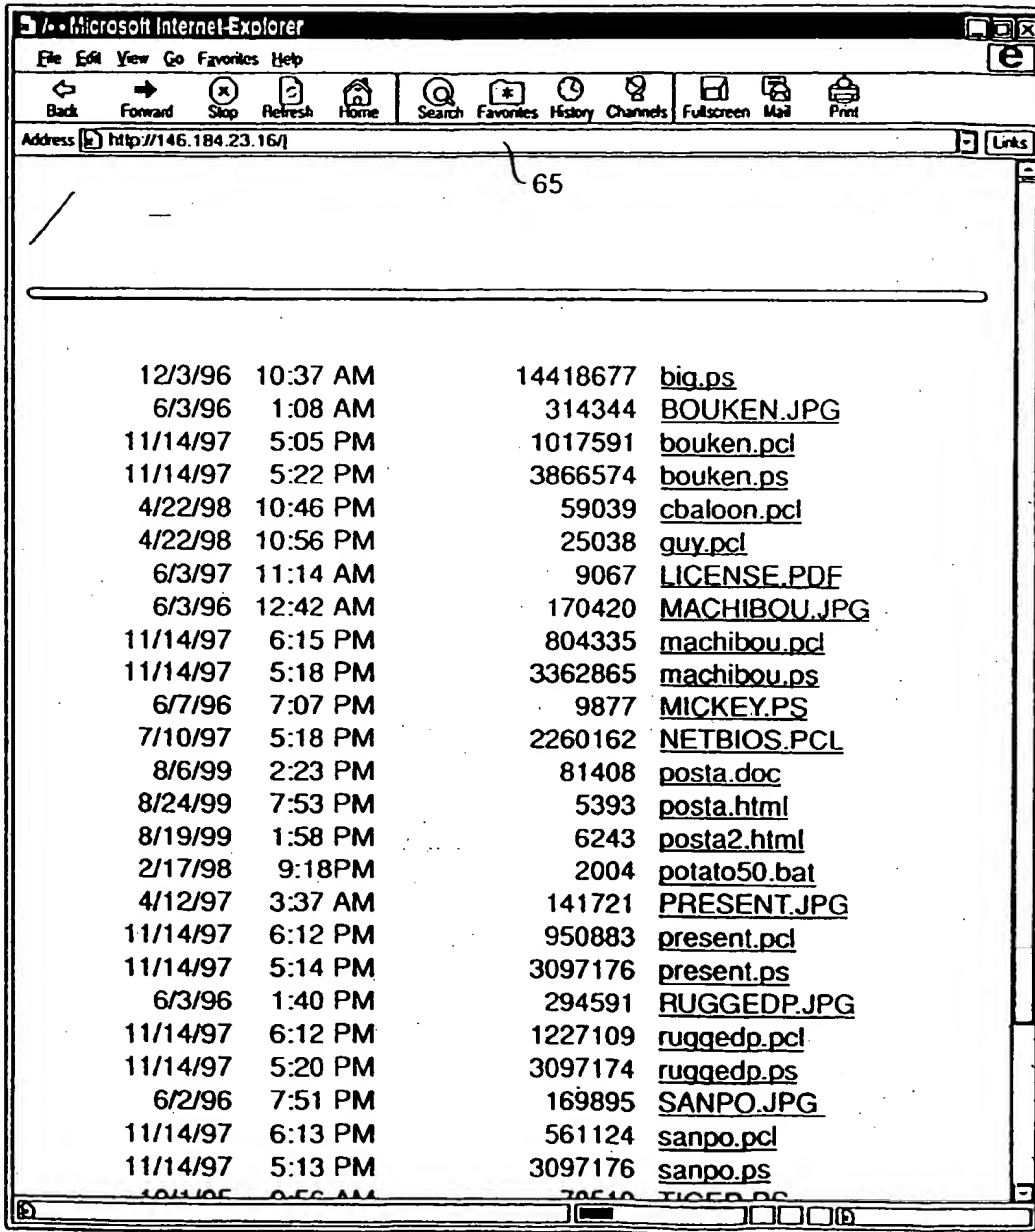 / - Microsoft Internet Explorer
File Edit View Go Favorites Help
Back Forward Stop Refresh Home Search Favorites History Channels Fullscreen Mail Print
Address http://146.184.23.16/ Links
65
/ —
12/3/96 10:37 AM 14418677 big.ps
6/3/96 1:08 AM 314344 BOUKEN.JPG
11/14/97 5:05 PM 1017591 bouken.pcl
11/14/97 5:22 PM 3866574 bouken.ps
4/22/98 10:46 PM 59039 cbaloon.pcl
4/22/98 10:56 PM 25038 guy.pcl
6/3/97 11:14 AM 9067 LICENSE.PDF
6/3/96 12:42 AM 170420 MACHIBOU.JPG
11/14/97 6:15 PM 804335 machibou.pcl
11/14/97 5:18 PM 3362865 machibou.ps
6/7/96 7:07 PM 9877 MICKEY.PS
7/10/97 5:18 PM 2260162 NETBIOS.PCL
8/6/99 2:23 PM 81408 posta.doc
8/24/99 7:53 PM 5393 posta.html
8/19/99 1:58 PM 6243 posta2.html
2/17/98 9:18PM 2004 potato50.bat
4/12/97 3:37 AM 141721 PRESENT.JPG
11/14/97 6:12 PM 950883 present.pcl
11/14/97 5:14 PM 3097176 present.ps
6/3/96 1:40 PM 294591 RUGGEDP.JPG
11/14/97 6:12 PM 1227109 ruggedp.pcl
11/14/97 5:20 PM 3097174 ruggedp.ps
6/2/96 7:51 PM 169895 SANPO.JPG
11/14/97 6:13 PM 561124 sanpo.pcl
11/14/97 5:13 PM 3097176 sanpo.ps